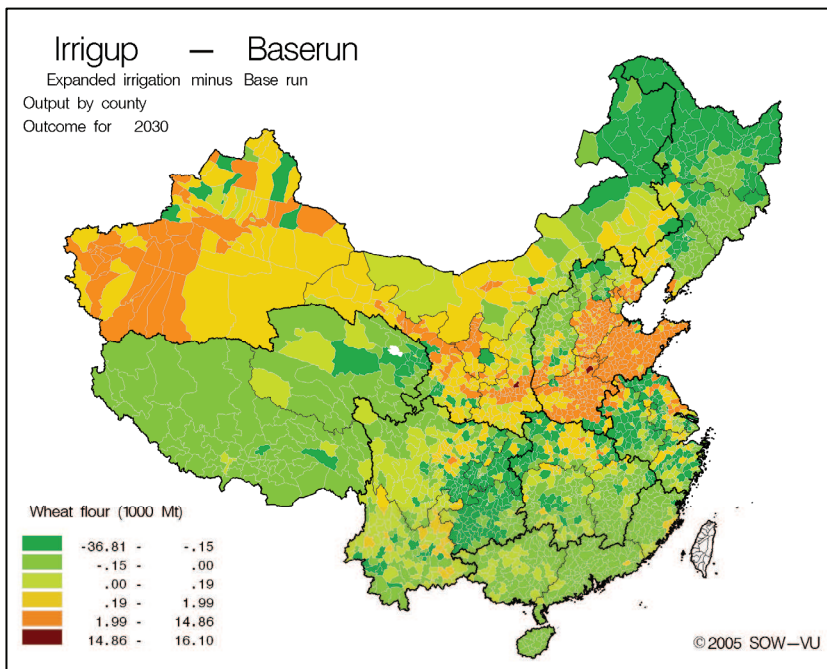 Irrigup — Baserun
Expanded irrigation minus Base run
Output by county
Outcome for 2030
Wheat flour (1000 Mt)
-36.81 - -.15
-.15 - .00
.00 - .19
.19 - 1.99
1.99 - 14.86
14.86 - 16.10
©2005 SOW—VU